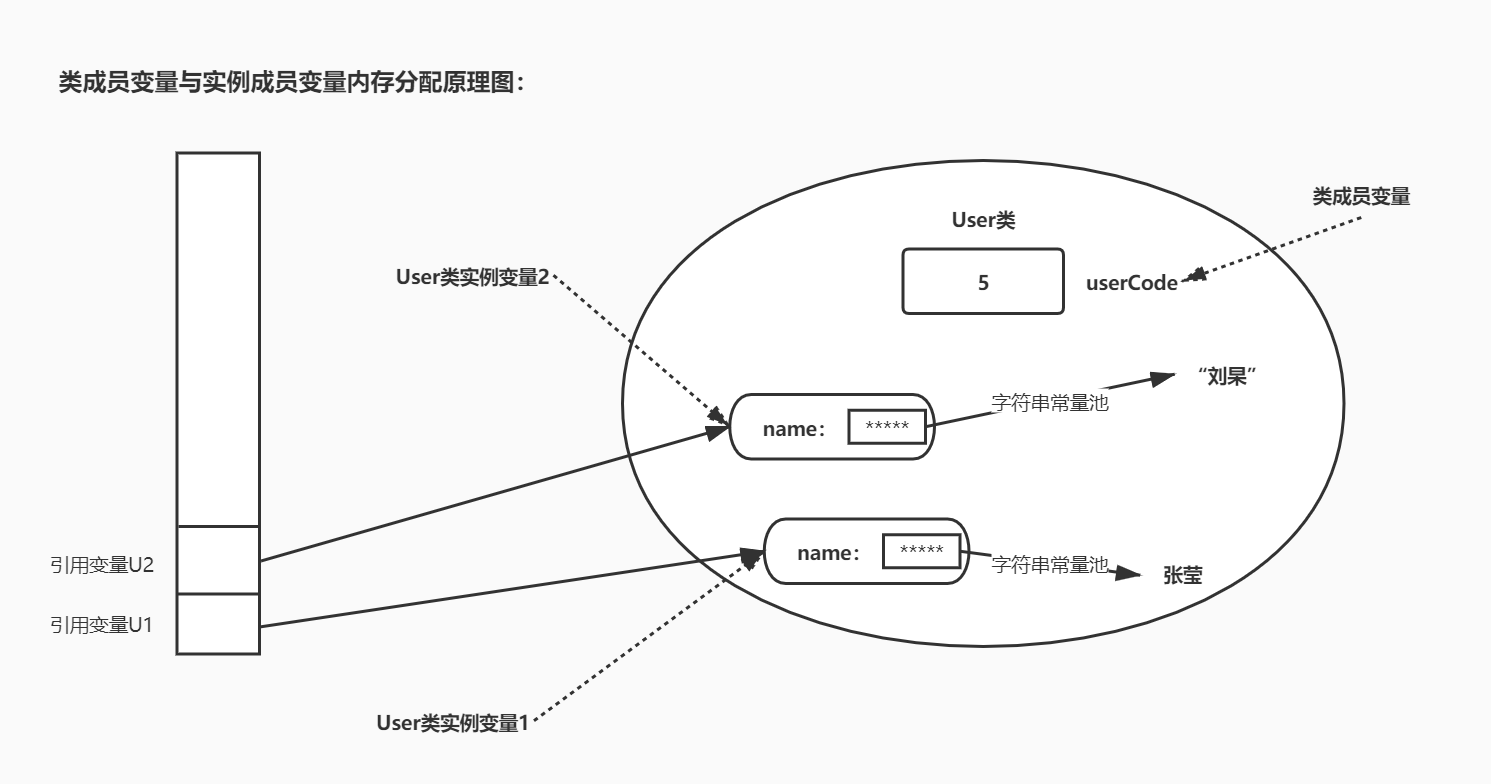 类成员变量与实例成员变量内存分配原理图：
类成员变量
User类
User类实例变量2
5
userCode
“刘杲”
字符串常量池
name：
*****
name：
*****
引用变量U2
字符串常量池
张莹
引用变量U1
User类实例变量1